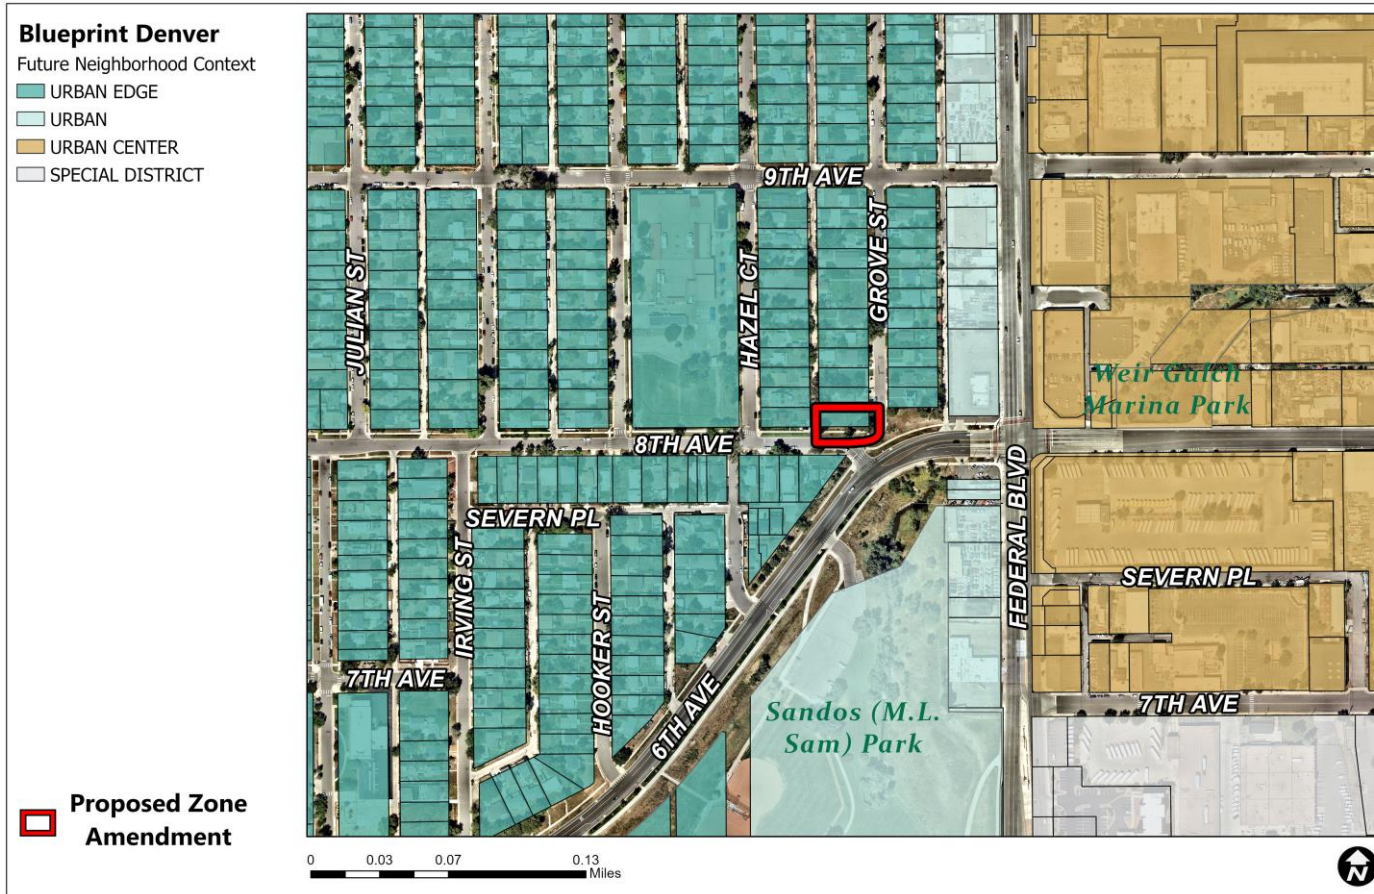 Blueprint Denver
Future Neighborhood Context
URBAN EDGE
URBAN
URBAN CENTER
SPECIAL DISTRICT
9TH AVE
JULIAN ST
HAZEL CT
GROVE ST
Weir Gulch
Marina Park
8TH AVE
FEDERAL BLVD
SEVERN PL
IRVING ST
HOOKER ST
SEVERN PL
7TH AVE
6TH AVE
7TH AVE
Sandos (M.L.
Sam) Park
Proposed Zone
Amendment
0 0.03 0.07 0.13
Miles
N